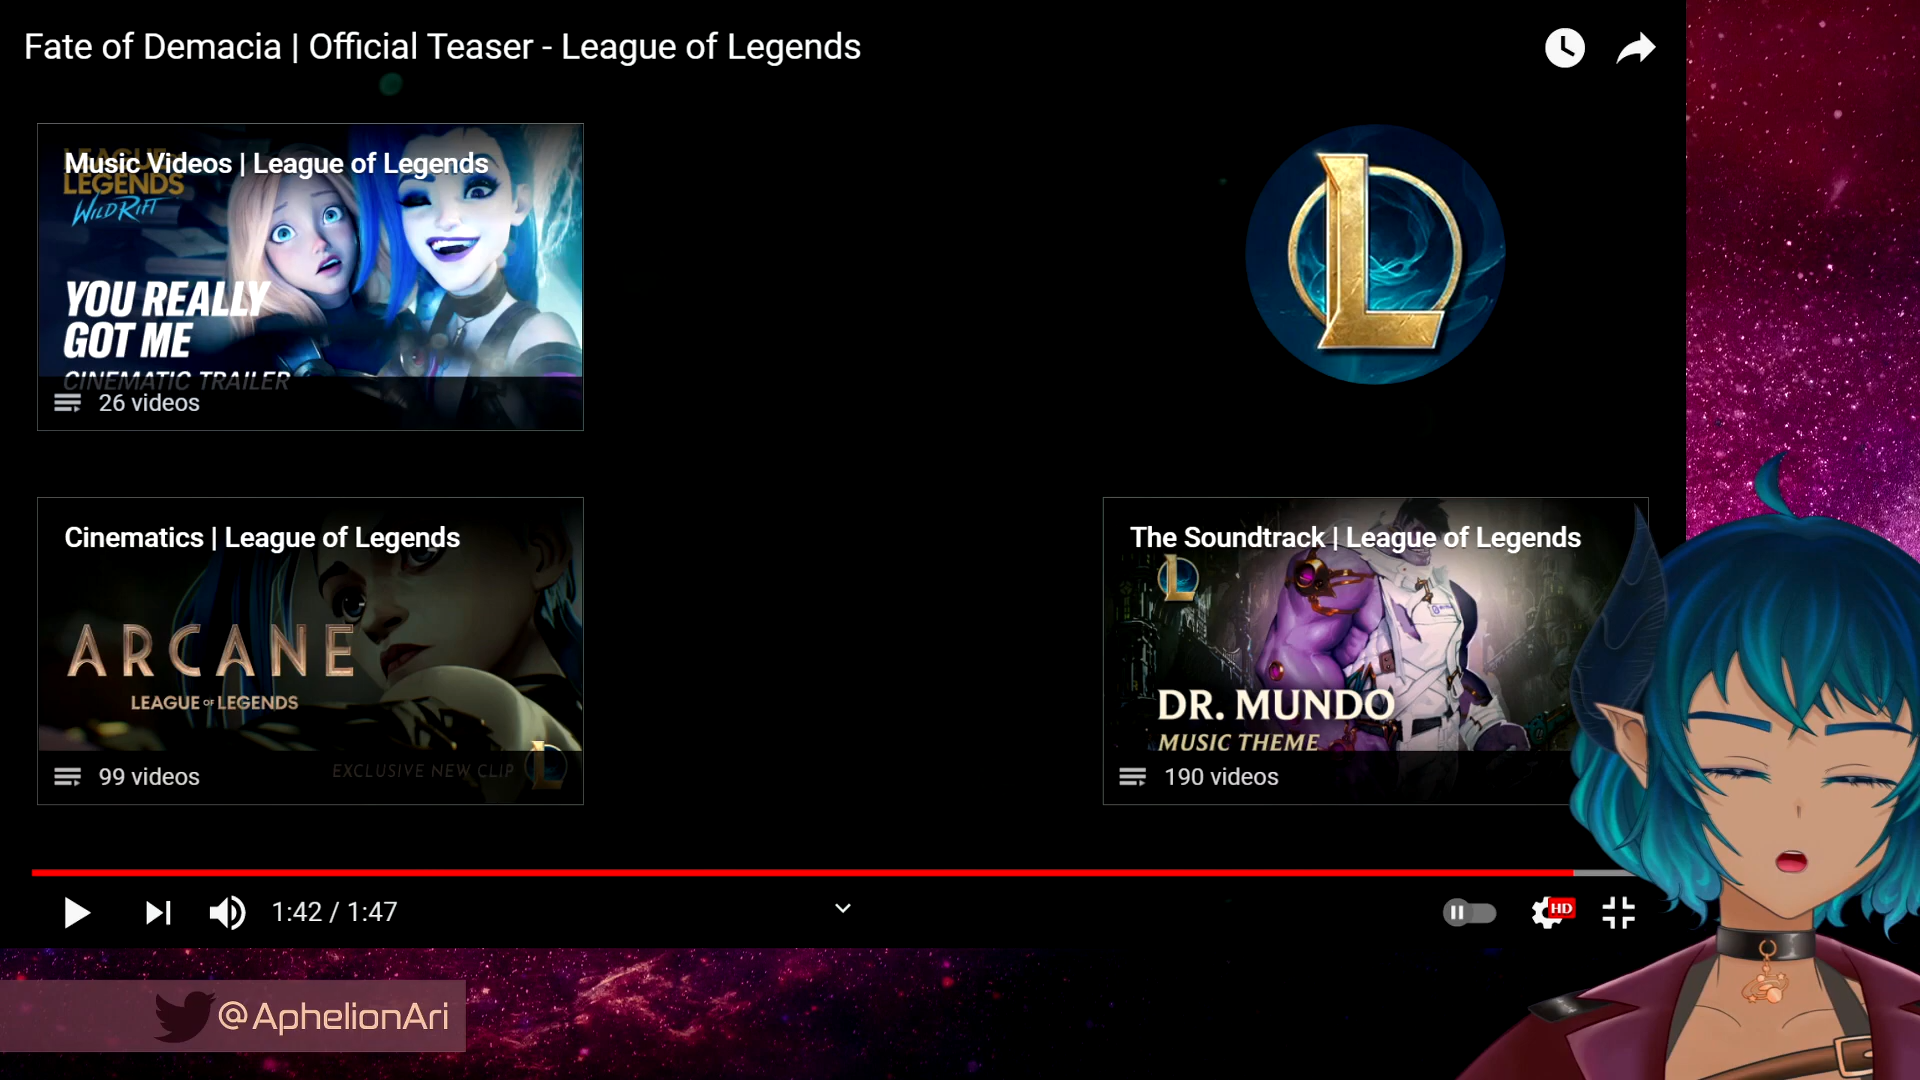 Fate of Demacia | Official Teaser - League of Legends
Music Videos | League of Legends
LEAGUE
LEGENDS
WILD RIFT
YOU REALLY
GOT ME
CINEMATIC TRAILER
26 videos
Cinematics | League of Legends
ARCANE
LEAGUE OF LEGENDS
EXCLUSIVE NEW CLIP
99 videos
The Soundtrack | League of Legends
DR. MUNDO
MUSIC THEME
190 videos
1:42 / 1:47
HD
@AphelionAri